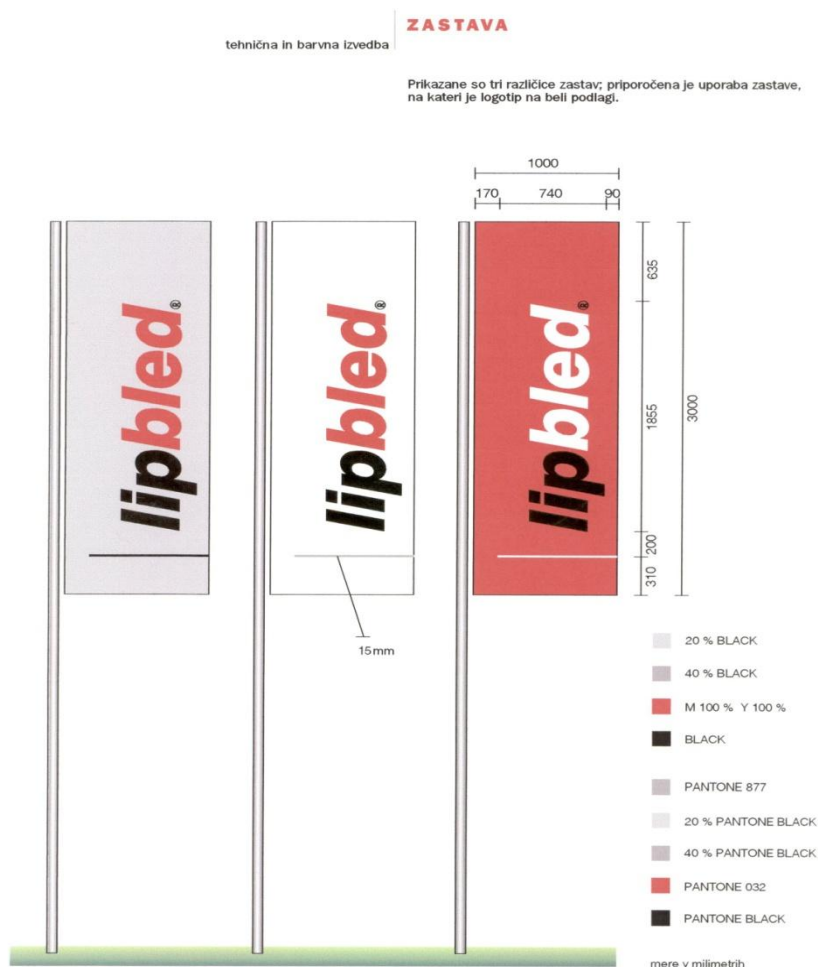 ZASTAVA
tehnična in barvna izvedba
Prikazane so tri različice zastav; priporočena je uporaba zastave,
na kateri je logotip na beli podlagi.
1000
170 740 90
635
1855
3000
200
310
lipbled®
lipbled®
lipbled®
15mm
20 % BLACK
40 % BLACK
M 100 % Y 100 %
BLACK
PANTONE 877
20 % PANTONE BLACK
40 % PANTONE BLACK
PANTONE 032
PANTONE BLACK
mere v milimetrih